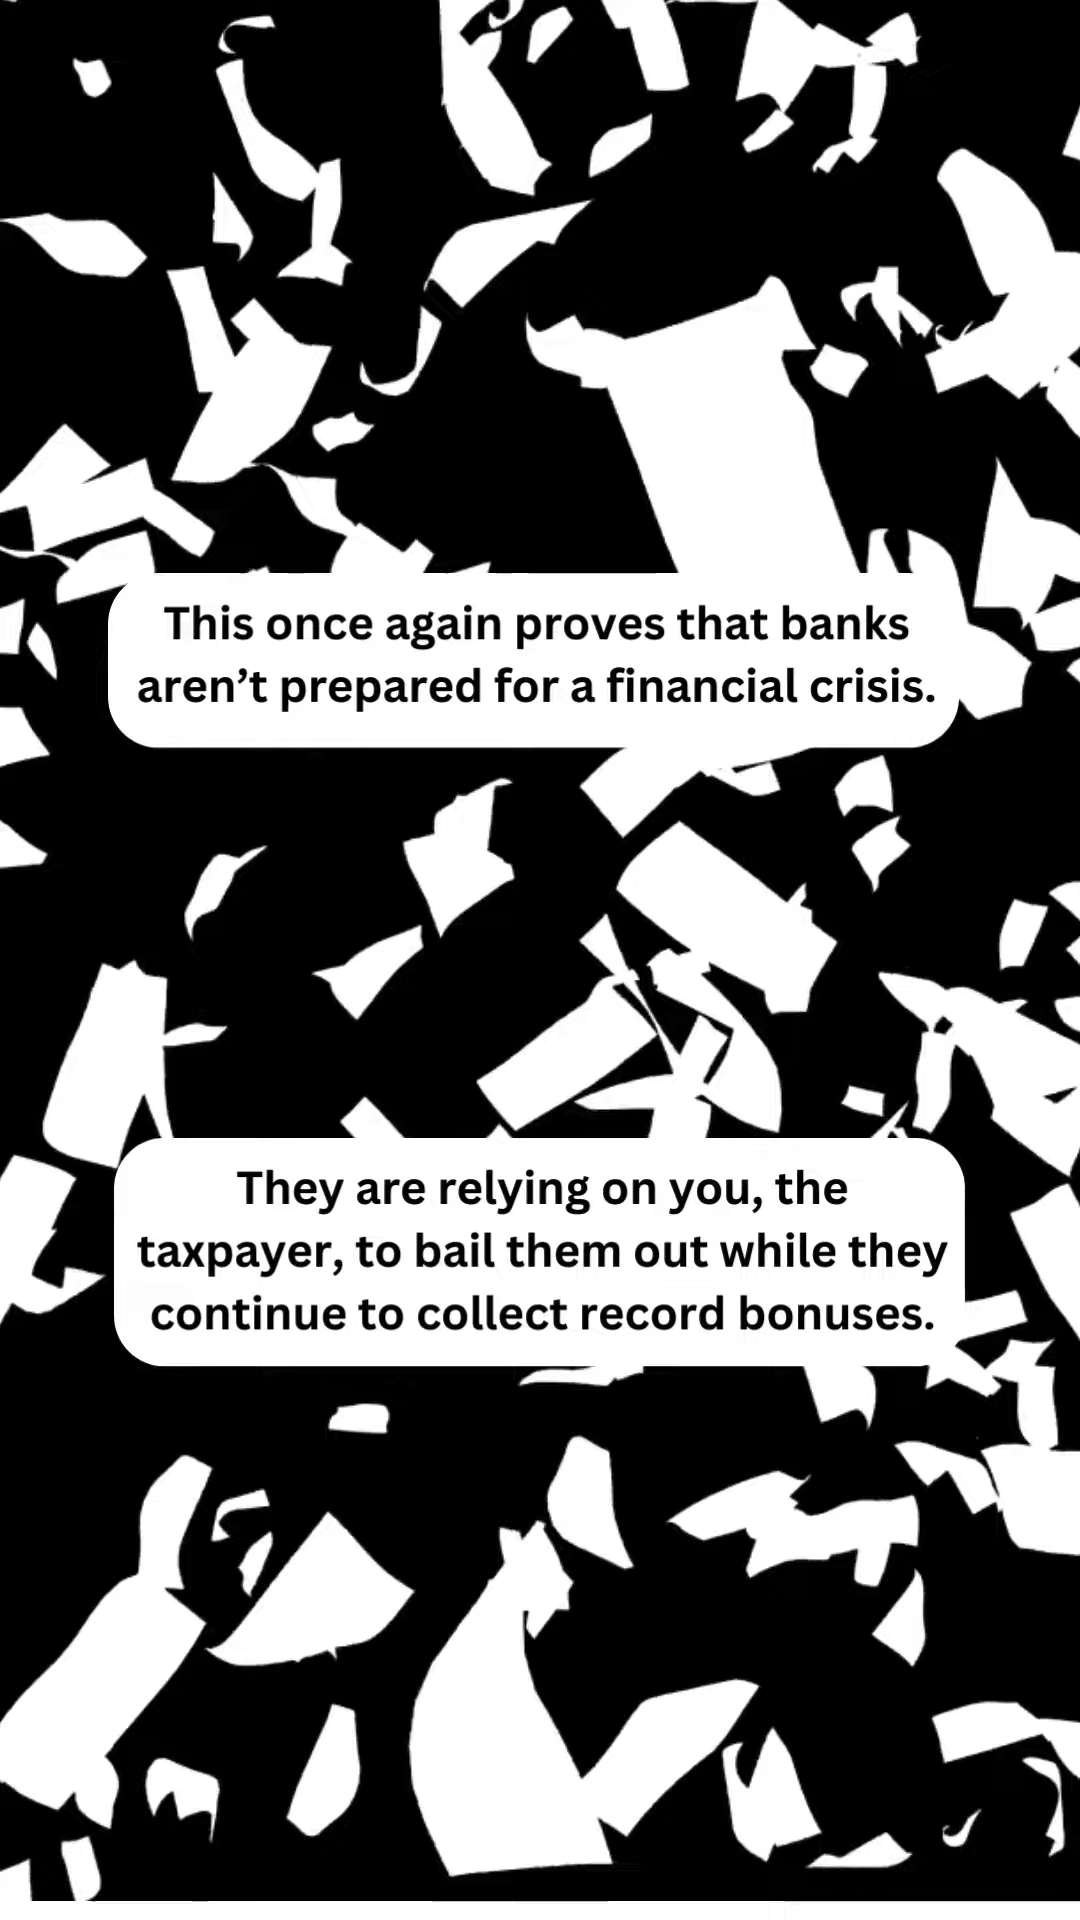 This once again proves that banks
aren’t prepared for a financial crisis.
They are relying on you, the
taxpayer, to bail them out while they
continue to collect record bonuses.